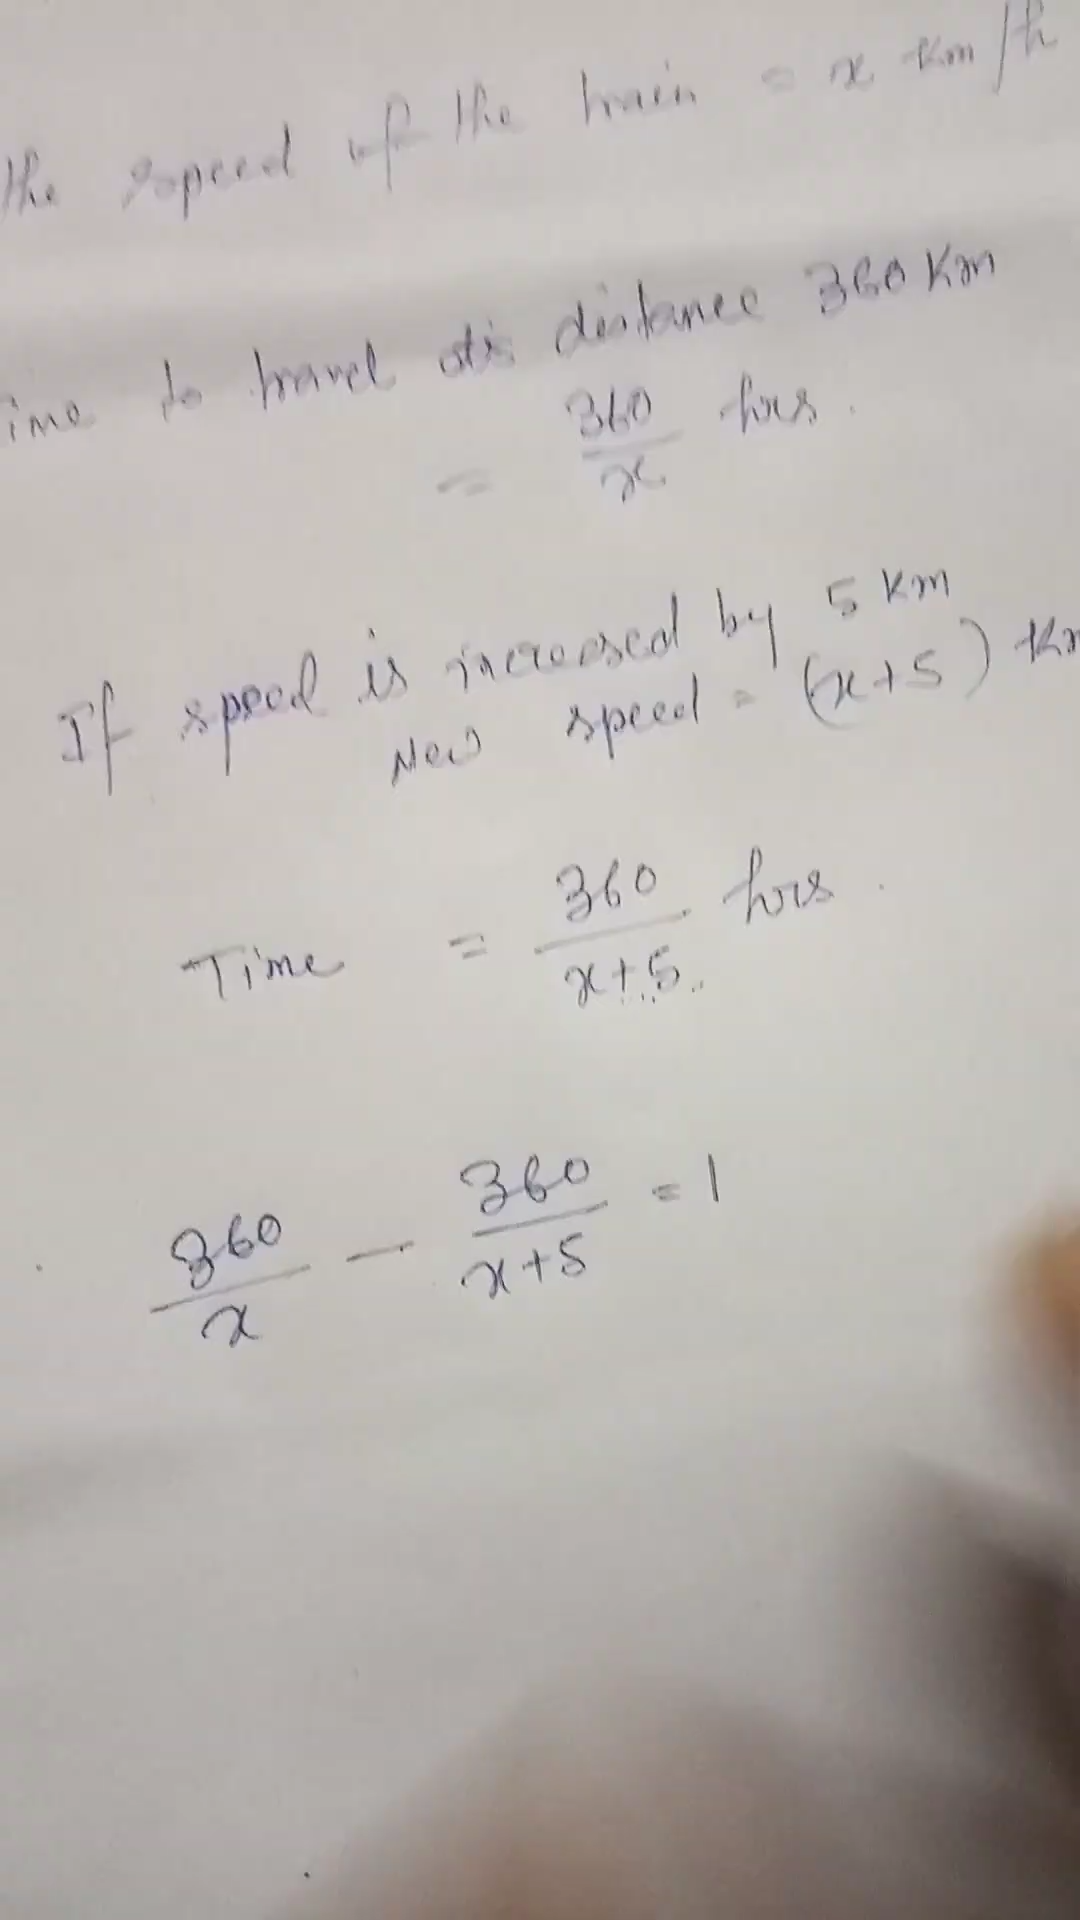 the speed of the train = x km/h
ime to travel at distance 360 Km
= 360/x hrs.
If speed is increased by 5 Km
New speed = (x+5) Km
Time = 360/x+5 hrs.
360/x - 360/x+5 = 1